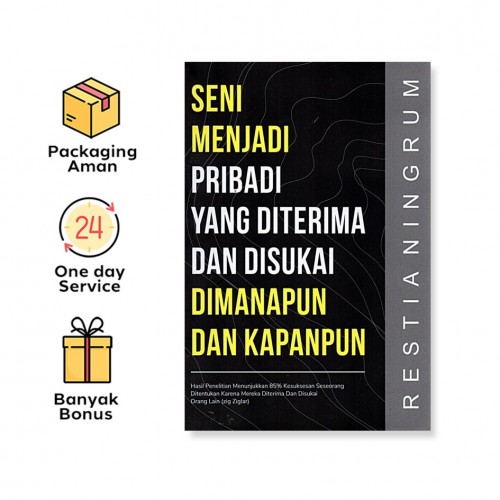 Packaging
Aman
24
One day
Service
Banyak
Bonus
SENI
MENJADI
PRIBADI
YANG DITERIMA
DAN DISUKAI
DIMANAPUN
DAN KAPANPUN
Hasil Penelitian Menunjukkan 85% Kesuksesan Seseorang
Ditentukan Karena Mereka Diterima Dan Disukai
Orang Lain (zig Ziglar)
RESTIANINGRUM